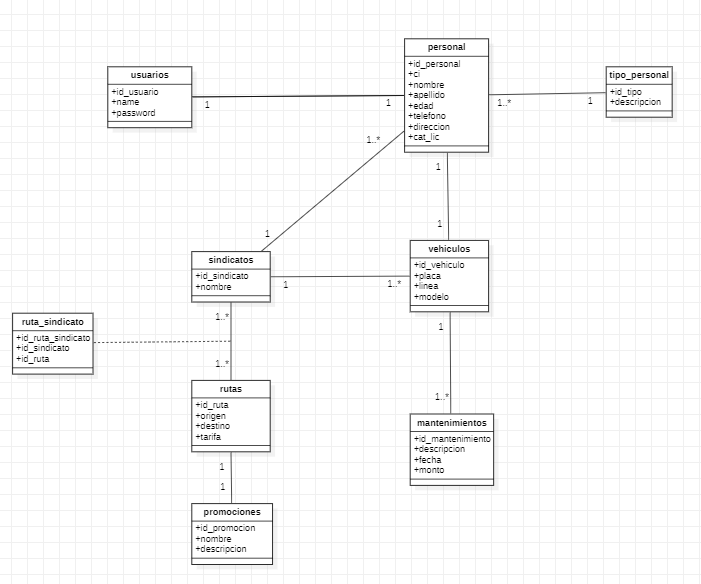 personal
+id_personal
+ci
+nombre
+apellido
+edad
+telefono
+direccion
+cat_lic
usuarios
+id_usuario
+name
+password
1
1
1..*
1
tipo_personal
+id_tipo
+descripcion
1..*
1
1
1
sindicatos
+id_sindicato
+nombre
1
1..*
vehiculos
+id_vehiculo
+placa
+linea
+modelo
ruta_sindicato
+id_ruta_sindicato
+id_sindicato
+id_ruta
1..*
1..*
1
1..*
rutas
+id_ruta
+origen
+destino
+tarifa
mantenimientos
+id_mantenimiento
+descripcion
+fecha
+monto
1
1
promociones
+id_promocion
+nombre
+descripcion